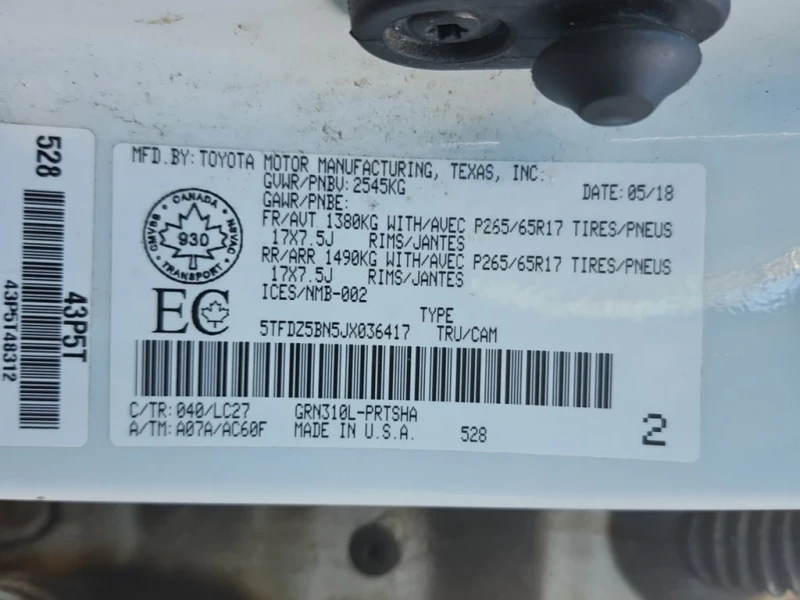 528
43P5T
43P5T48312
MFD.BY: TOYOTA MOTOR MANUFACTURING, TEXAS, INC.
GVWR/PNBV: 2545KG DATE: 05/18
GAWR/PNBE:
FR/AVT 1380KG WITH/AVEC P265/65R17 TIRES/PNEUS
17X7.5J RIMS/JANTES
RR/ARR 1490KG WITH/AVEC P265/65R17 TIRES/PNEUS
17X7.5J RIMS/JANTES
ICES/NMB-002
CANADA
CMVSS
NSVAC
930
TRANSPORT
EC
TYPE
5TFDZ5BN5JX036417 TRU/CAM
C/TR: 040/LC27 GRN310L-PRTSHA
A/TM: A07A/AC60F MADE IN U.S.A. 528
2